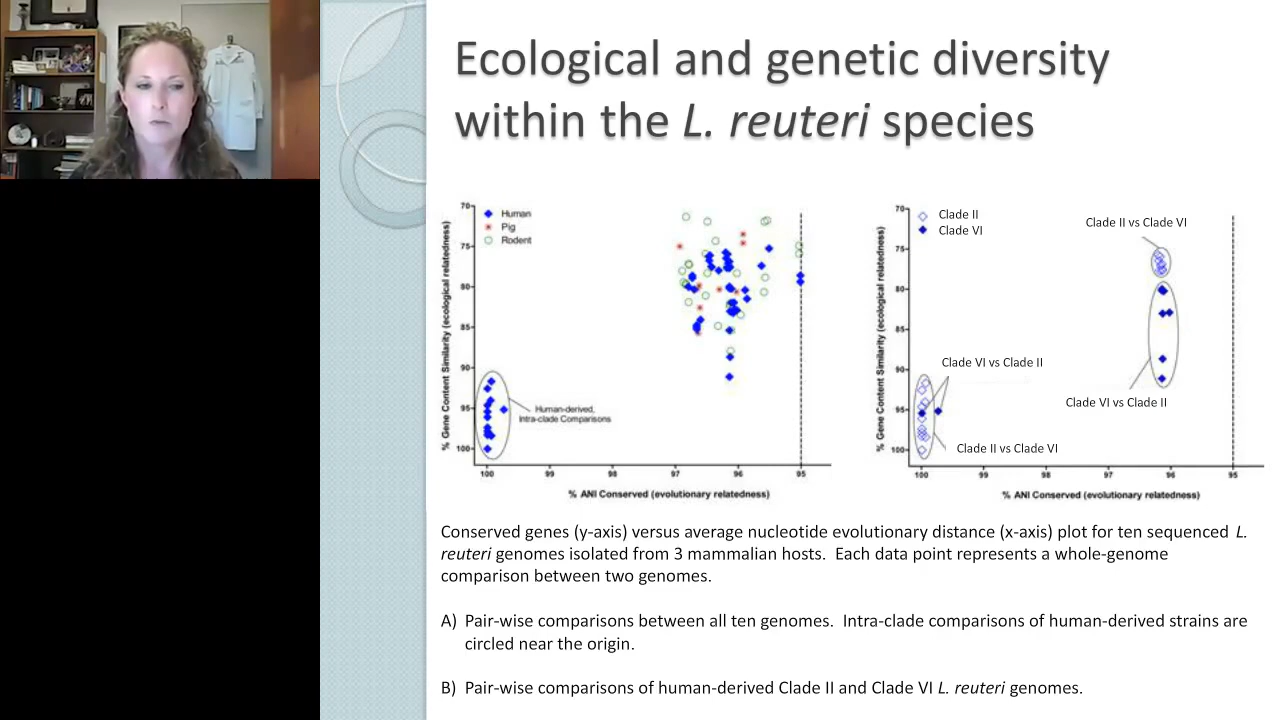 Ecological and genetic diversity
within the L. reuteri species
% Gene Content Similarity (ecological relatedness)
70
75
80
85
90
95
100
Human
Pig
Rodent
Human-derived,
Intra-clade Comparisons
100
99
98
97
96
95
% ANI Conserved (evolutionary relatedness)
% Gene Content Similarity (ecological relatedness)
70
75
80
85
90
95
100
Clade II
Clade VI
Clade II vs Clade VI
Clade VI vs Clade II
Clade VI vs Clade II
Clade II vs Clade VI
100
99
98
97
96
95
% ANI Conserved (evolutionary relatedness)
Conserved genes (y-axis) versus average nucleotide evolutionary distance (x-axis) plot for ten sequenced L.
reuteri genomes isolated from 3 mammalian hosts. Each data point represents a whole-genome
comparison between two genomes.
A) Pair-wise comparisons between all ten genomes. Intra-clade comparisons of human-derived strains are
circled near the origin.
B) Pair-wise comparisons of human-derived Clade II and Clade VI L. reuteri genomes.